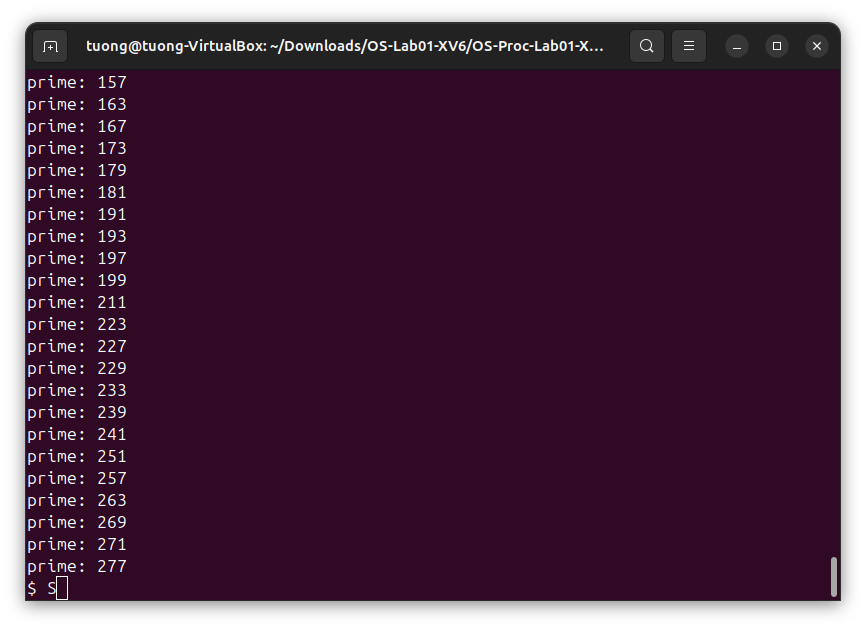 tuong@tuong-VirtualBox: ~/Downloads/OS-Lab01-XV6/OS-Proc-Lab01-X...
prime: 157
prime: 163
prime: 167
prime: 173
prime: 179
prime: 181
prime: 191
prime: 193
prime: 197
prime: 199
prime: 211
prime: 223
prime: 227
prime: 229
prime: 233
prime: 239
prime: 241
prime: 251
prime: 257
prime: 263
prime: 269
prime: 271
prime: 277
$ S